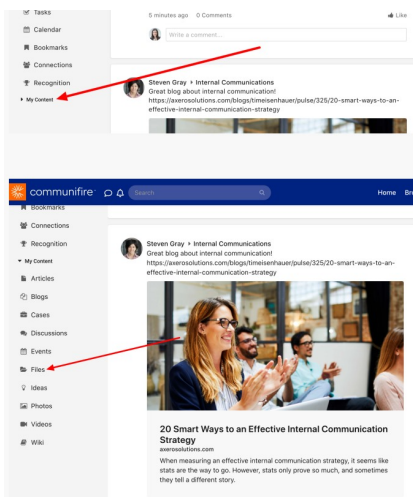 Tasks
5 minutes ago · 0 Comments
Like
Calendar
Write a comment...
Bookmarks
Connections
Recognition
Steven Gray ▸ Internal Communications
Great blog about internal communication!
My Content
https://axerosolutions.com/blogs/timeisenhauer/pulse/325/20-smart-ways-to-an-
effective-internal-communication-strategy
communifire
Search
Home
Bro
Bookmarks
Connections
Recognition
Steven Gray ▸ Internal Communications
Great blog about internal communication!
My Content
https://axerosolutions.com/blogs/timeisenhauer/pulse/325/20-smart-ways-to-an-
effective-internal-communication-strategy
Articles
Blogs
Cases
Discussions
Events
Files
Ideas
Photos
Videos
Wiki
20 Smart Ways to an Effective Internal Communication
Strategy
axerosolutions.com
When measuring an effective internal communication strategy, it seems like
stats are the way to go. However, stats only prove so much, and sometimes
they tell a different story.